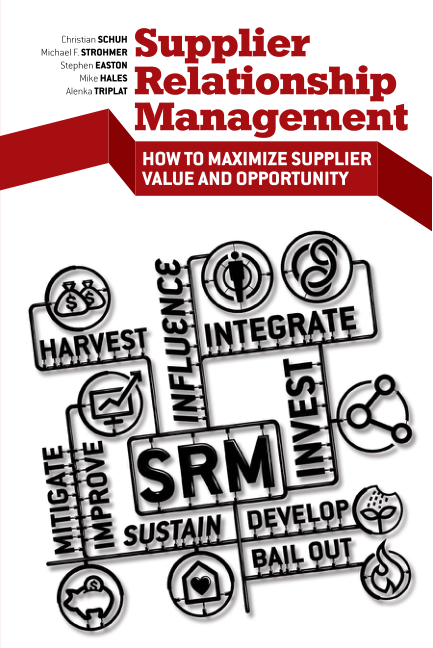 Christian SCHUH
Michael F. STROHMER
Stephen EASTON
Mike HALES
Alenka TRIPLAT
Supplier
Relationship
Management
HOW TO MAXIMIZE SUPPLIER
VALUE AND OPPORTUNITY
HARVEST
INFLUENCE
INTEGRATE
INVEST
MITIGATE
IMPROVE
SRM
SUSTAIN
DEVELOP
BAIL OUT
$ $
$